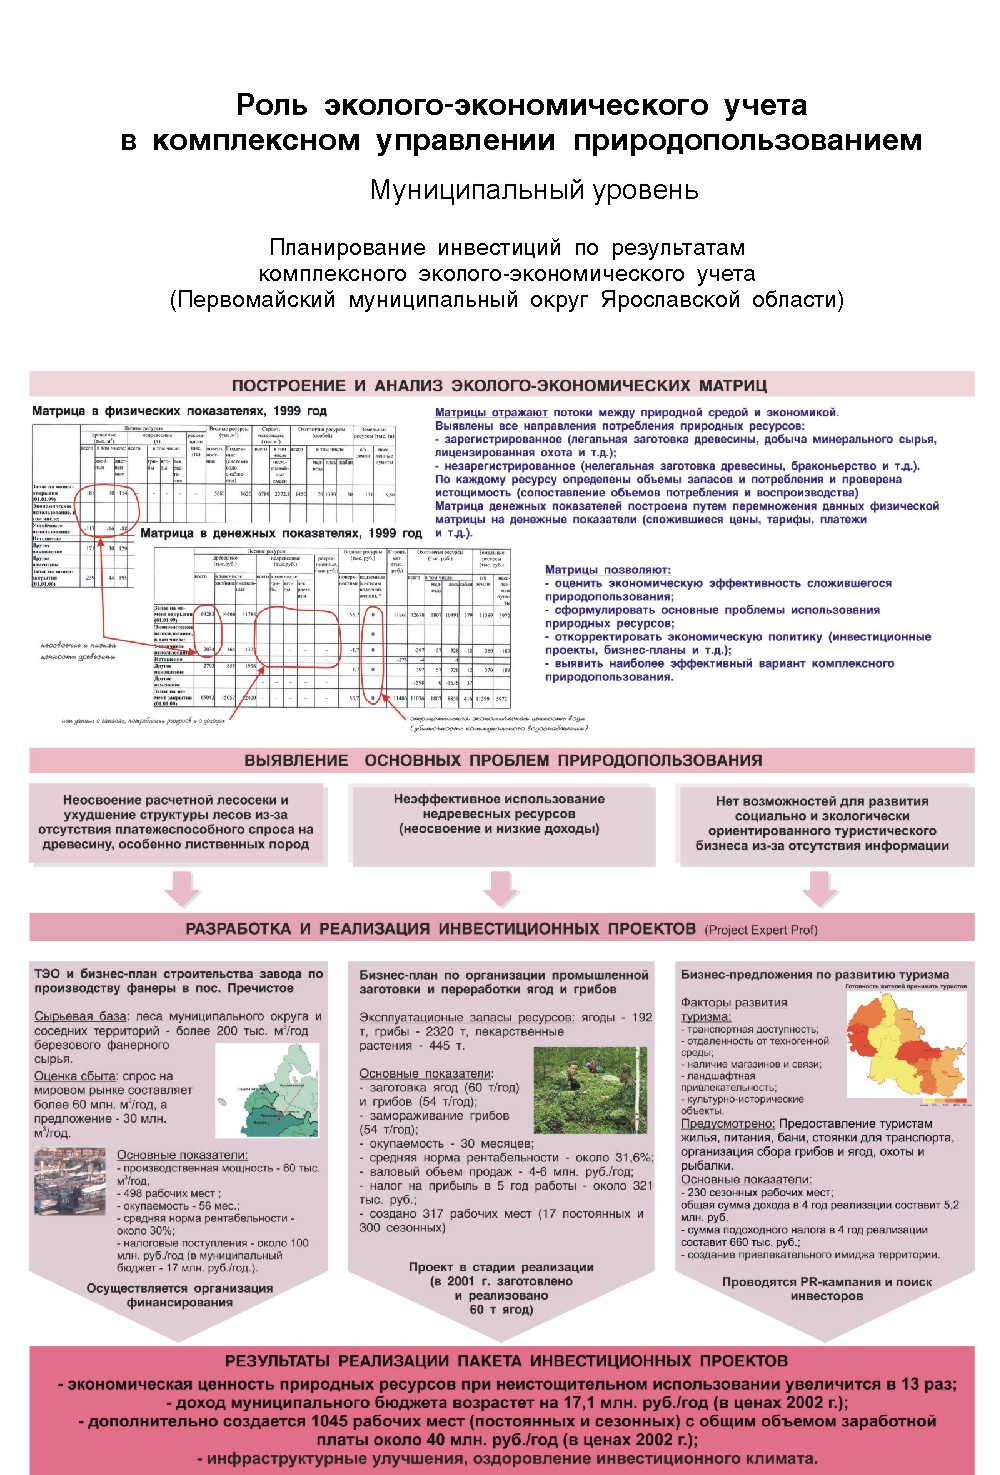 Роль эколого-экономического учета
в комплексном управлении природопользованием
Муниципальный уровень
Планирование инвестиций по результатам
комплексного эколого-экономического учета
(Первомайский муниципальный округ Ярославской области)
ПОСТРОЕНИЕ И АНАЛИЗ ЭКОЛОГО-ЭКОНОМИЧЕСКИХ МАТРИЦ
Матрица в физических показателях, 1999 год
Матрица в денежных показателях, 1999 год
Матрицы отражают потоки между природной средой и экономикой.
Выявлены все направления потребления природных ресурсов:
- зарегистрированное (легальная заготовка древесины, добыча минерального сырья,
лицензированная охота и т.д.);
- незарегистрированное (нелегальная заготовка древесины, браконьерство и т.д.).
По каждому ресурсу определены объемы запасов и потребления и проверена
истощимость (сопоставление объемов потребления и воспроизводства)
Матрица денежных показателей построена путем перемножения данных физической
матрицы на денежные показатели (сложившиеся цены, тарифы, платежи
и т.д.).
Матрицы позволяют:
- оценить экономическую эффективность сложившегося
природопользования;
- сформулировать основные проблемы использования
природных ресурсов;
- откорректировать экономическую политику (инвестиционные
проекты, бизнес-планы и т.д.);
- выявить наиболее эффективный вариант комплексного
природопользования.
ВЫЯВЛЕНИЕ ОСНОВНЫХ ПРОБЛЕМ ПРИРОДОПОЛЬЗОВАНИЯ
Неосвоение расчетной лесосеки и
ухудшение структуры лесов из-за
отсутствия платежеспособного спроса на
древесину, особенно лиственных пород
Неэффективное использование
недревесных ресурсов
(неосвоение и низкие доходы)
Нет возможностей для развития
социально и экологически
ориентированного туристического
бизнеса из-за отсутствия информации
РАЗРАБОТКА И РЕАЛИЗАЦИЯ ИНВЕСТИЦИОННЫХ ПРОЕКТОВ (Project Expert Prof)
ТЭО и бизнес-план строительства завода по
производству фанеры в пос. Пречистое
Сырьевая база: леса муниципального округа и
соседних территорий - более 200 тыс. м³/год
березового фанерного
сырья.
Оценка сбыта: спрос на
мировом рынке составляет
более 60 млн. м³/год, а
предложение - 30 млн.
м³/год.
Основные показатели:
- производственная мощность - 60 тыс.
м³/год,
- 498 рабочих мест ;
- окупаемость - 56 мес.;
- средняя норма рентабельности -
около 30%;
- налоговые поступления - около 100
млн. руб./год (в муниципальный
бюджет - 17 млн. руб./год.).
Осуществляется организация
финансирования
Бизнес-план по организации промышленной
заготовки и переработки ягод и грибов
Эксплуатационые запасы ресурсов: ягоды - 192
т, грибы - 2320 т, лекарственные
растения - 445 т.
Основные показатели:
- заготовка ягод (60 т/год)
и грибов (54 т/год);
- замораживание грибов
(54 т/год);
- окупаемость - 30 месяцев;
- средняя норма рентабельности - около 31,6%;
- валовый объем продаж - 4-6 млн. руб./год;
- налог на прибыль в 5 год работы - около 321
тыс. руб.;
- создано 317 рабочих мест (17 постоянных и
300 сезонных)
Проект в стадии реализации
(в 2001 г. заготовлено
и реализовано
60 т ягод)
Бизнес-предложения по развитию туризма
Готовность жителей принимать туристов
Факторы развития
туризма:
- транспортная доступность;
- отдаленность от техногенной
среды;
- наличие магазинов и связи;
- ландшафтная
привлекательность;
- культурно-исторические
объекты.
Предусмотрено: Предоставление туристам
жилья, питания, бани, стоянки для транспорта,
организация сбора грибов и ягод, охоты и
рыбалки.
Основные показатели:
- 230 сезонных рабочих мест;
общая сумма дохода в 4 год реализации составит 5,2
млн. руб.
- сумма подоходного налога в 4 год реализации
составит 660 тыс. руб.;
- создание привлекательного имиджа территории.
Проводятся PR-кампания и поиск
инвесторов
РЕЗУЛЬТАТЫ РЕАЛИЗАЦИИ ПАКЕТА ИНВЕСТИЦИОННЫХ ПРОЕКТОВ
- экономическая ценность природных ресурсов при неистощительном использовании увеличится в 13 раз;
- доход муниципального бюджета возрастет на 17,1 млн. руб./год (в ценах 2002 г.);
- дополнительно создается 1045 рабочих мест (постоянных и сезонных) с общим объемом заработной
платы около 40 млн. руб./год (в ценах 2002 г.);
- инфраструктурные улучшения, оздоровление инвестиционного климата.